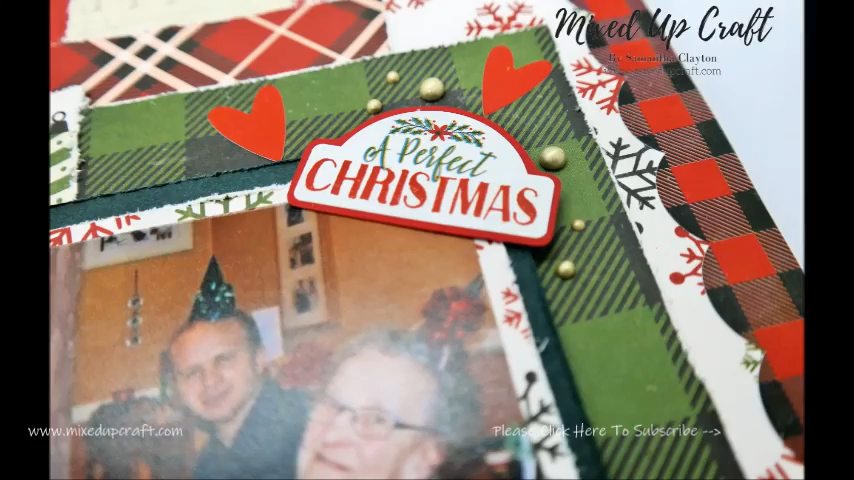 Mixed Up Craft
By Samantha Clayton
A Perfect
CHRISTMAS
www.mixedupcraft.com
Please Click Here To Subscribe -->